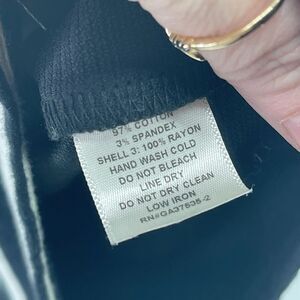 97% COTTON
3% SPANDEX
SHELL 3: 100% RAYON
HAND WASH COLD
DO NOT BLEACH
LINE DRY
DO NOT DRY CLEAN
LOW IRON
RN#GA37635-2